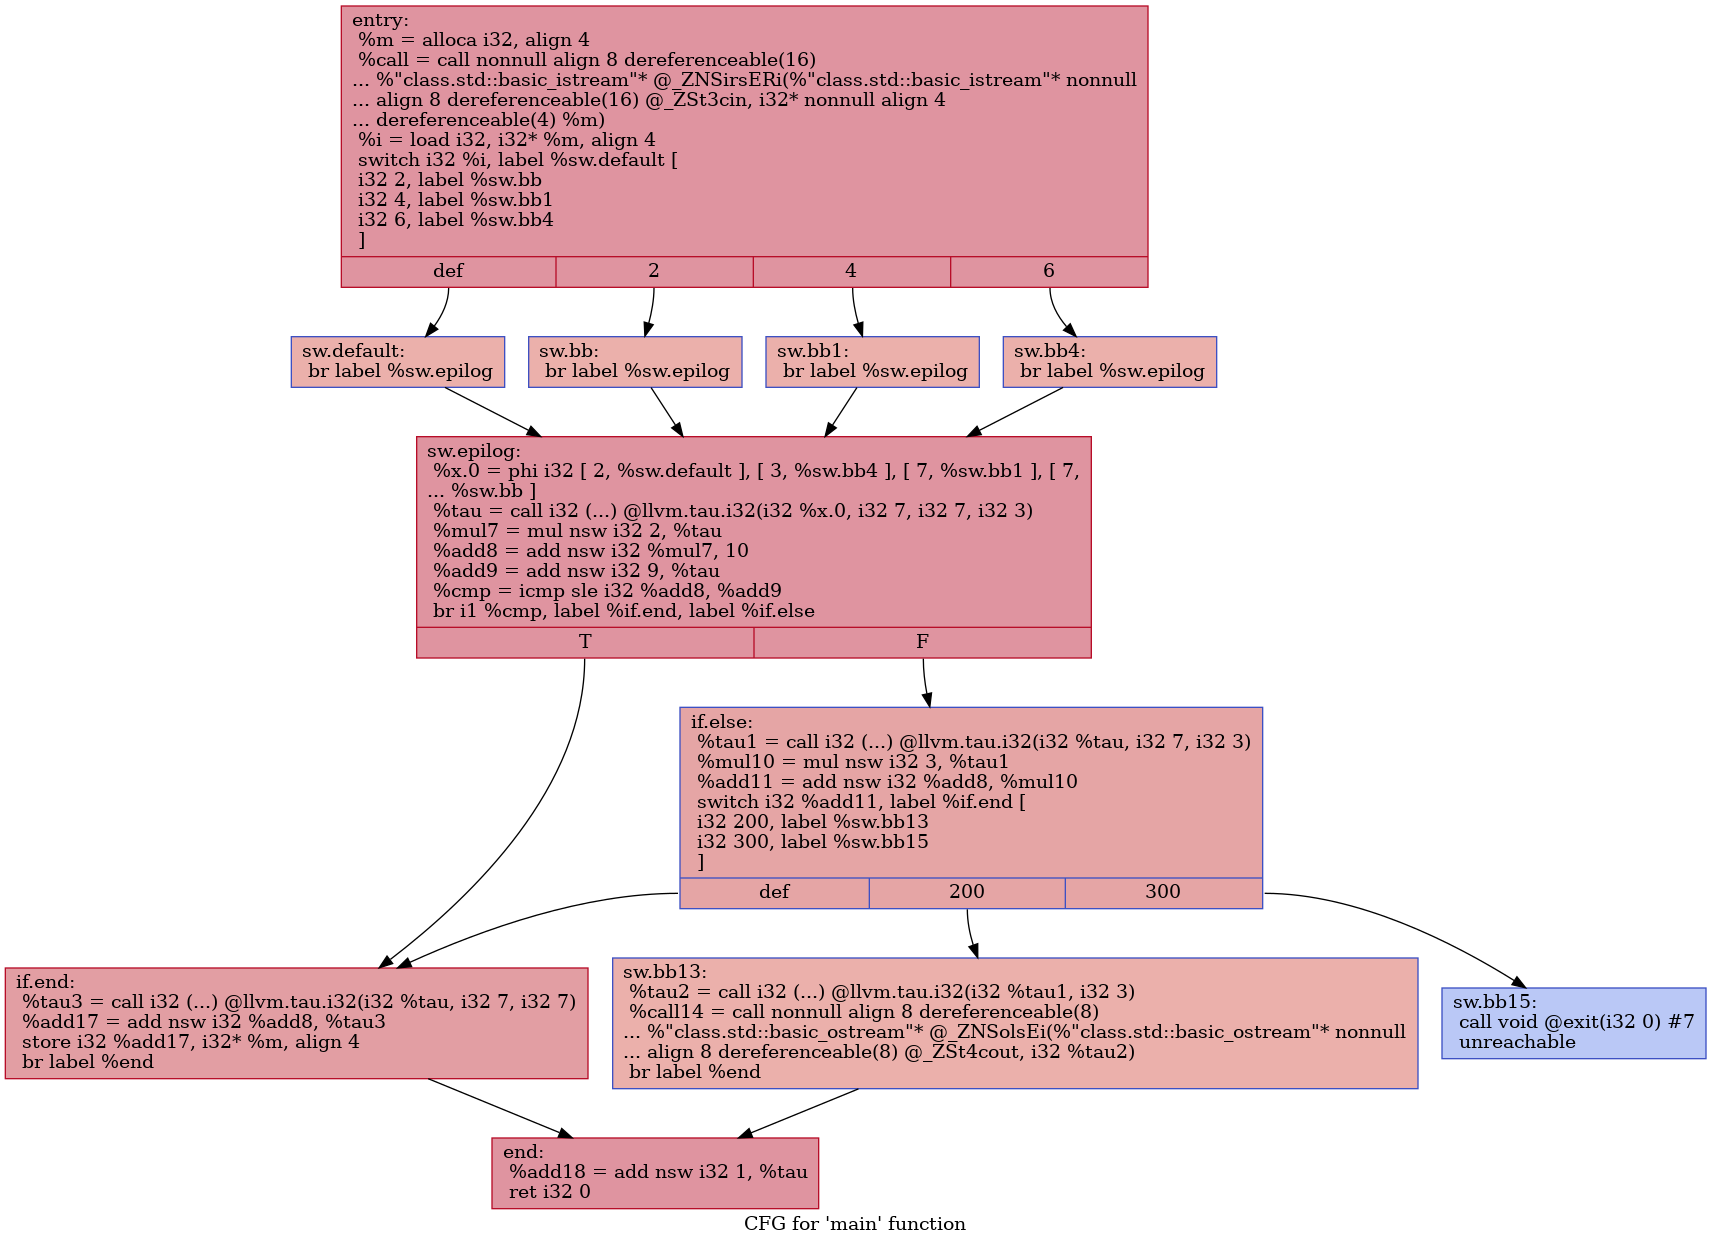 entry:
%m = alloca i32, align 4
%call = call nonnull align 8 dereferenceable(16)
... %"class.std::basic_istream"* @_ZNSirsERi(%"class.std::basic_istream"* nonnull
... align 8 dereferenceable(16) @_ZSt3cin, i32* nonnull align 4
... dereferenceable(4) %m)
%i = load i32, i32* %m, align 4
switch i32 %i, label %sw.default [
i32 2, label %sw.bb
i32 4, label %sw.bb1
i32 6, label %sw.bb4
]
def 2 4 6
sw.default:
br label %sw.epilog
sw.bb:
br label %sw.epilog
sw.bb1:
br label %sw.epilog
sw.bb4:
br label %sw.epilog
sw.epilog:
%x.0 = phi i32 [ 2, %sw.default ], [ 3, %sw.bb4 ], [ 7, %sw.bb1 ], [ 7,
... %sw.bb ]
%tau = call i32 (...) @llvm.tau.i32(i32 %x.0, i32 7, i32 7, i32 3)
%mul7 = mul nsw i32 2, %tau
%add8 = add nsw i32 %mul7, 10
%add9 = add nsw i32 9, %tau
%cmp = icmp sle i32 %add8, %add9
br i1 %cmp, label %if.end, label %if.else
T F
if.else:
%tau1 = call i32 (...) @llvm.tau.i32(i32 %tau, i32 7, i32 3)
%mul10 = mul nsw i32 3, %tau1
%add11 = add nsw i32 %add8, %mul10
switch i32 %add11, label %if.end [
i32 200, label %sw.bb13
i32 300, label %sw.bb15
]
def 200 300
if.end:
%tau3 = call i32 (...) @llvm.tau.i32(i32 %tau, i32 7, i32 7)
%add17 = add nsw i32 %add8, %tau3
store i32 %add17, i32* %m, align 4
br label %end
sw.bb13:
%tau2 = call i32 (...) @llvm.tau.i32(i32 %tau1, i32 3)
%call14 = call nonnull align 8 dereferenceable(8)
... %"class.std::basic_ostream"* @_ZNSolsEi(%"class.std::basic_ostream"* nonnull
... align 8 dereferenceable(8) @_ZSt4cout, i32 %tau2)
br label %end
sw.bb15:
call void @exit(i32 0) #7
unreachable
end:
%add18 = add nsw i32 1, %tau
ret i32 0
CFG for 'main' function